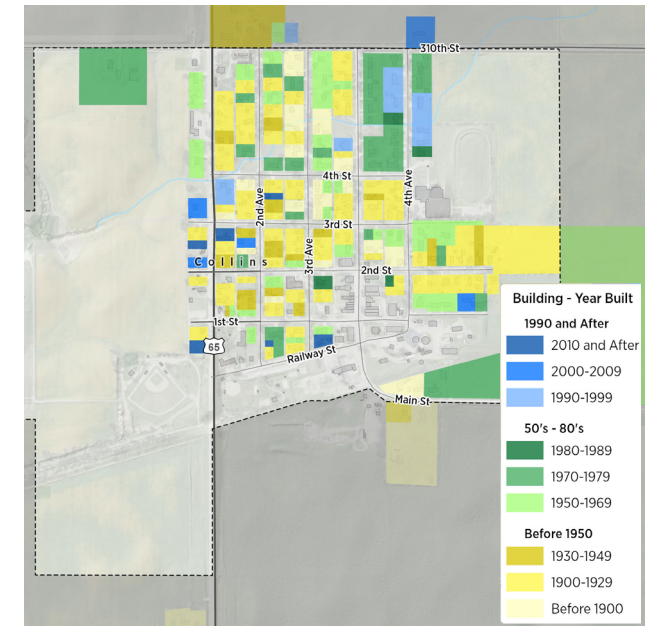 310th St
4th St
2nd Ave
4th Ave
3rd St
3rd Ave
Collins
2nd St
1st St
65
Railway St
Main St
Building - Year Built
1990 and After
2010 and After
2000-2009
1990-1999
50's - 80's
1980-1989
1970-1979
1950-1969
Before 1950
1930-1949
1900-1929
Before 1900